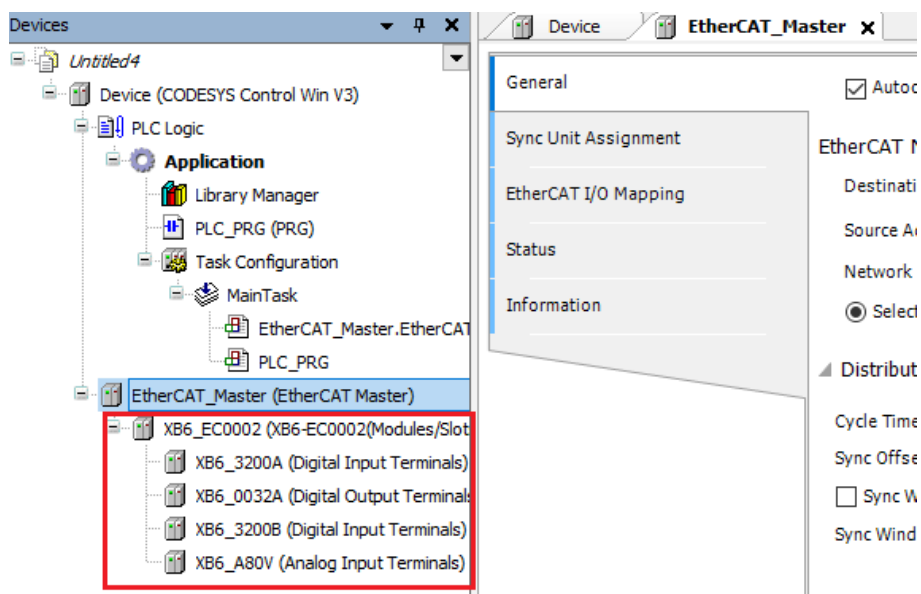 Devices
Untitled4
Device (CODESYS Control Win V3)
PLC Logic
Application
Library Manager
PLC_PRG (PRG)
Task Configuration
MainTask
EtherCAT_Master.EtherCAT
PLC_PRG
EtherCAT_Master (EtherCAT Master)
XB6_EC0002 (XB6-EC0002(Modules/Slot
XB6_3200A (Digital Input Terminals)
XB6_0032A (Digital Output Terminals
XB6_3200B (Digital Input Terminals)
XB6_A80V (Analog Input Terminals)
Device
EtherCAT_Master
General
Sync Unit Assignment
EtherCAT I/O Mapping
Status
Information
Autoc
EtherCAT
Destinati
Source
Network
Select
Distribut
Cycle Time
Sync Offse
Sync
Sync Wind